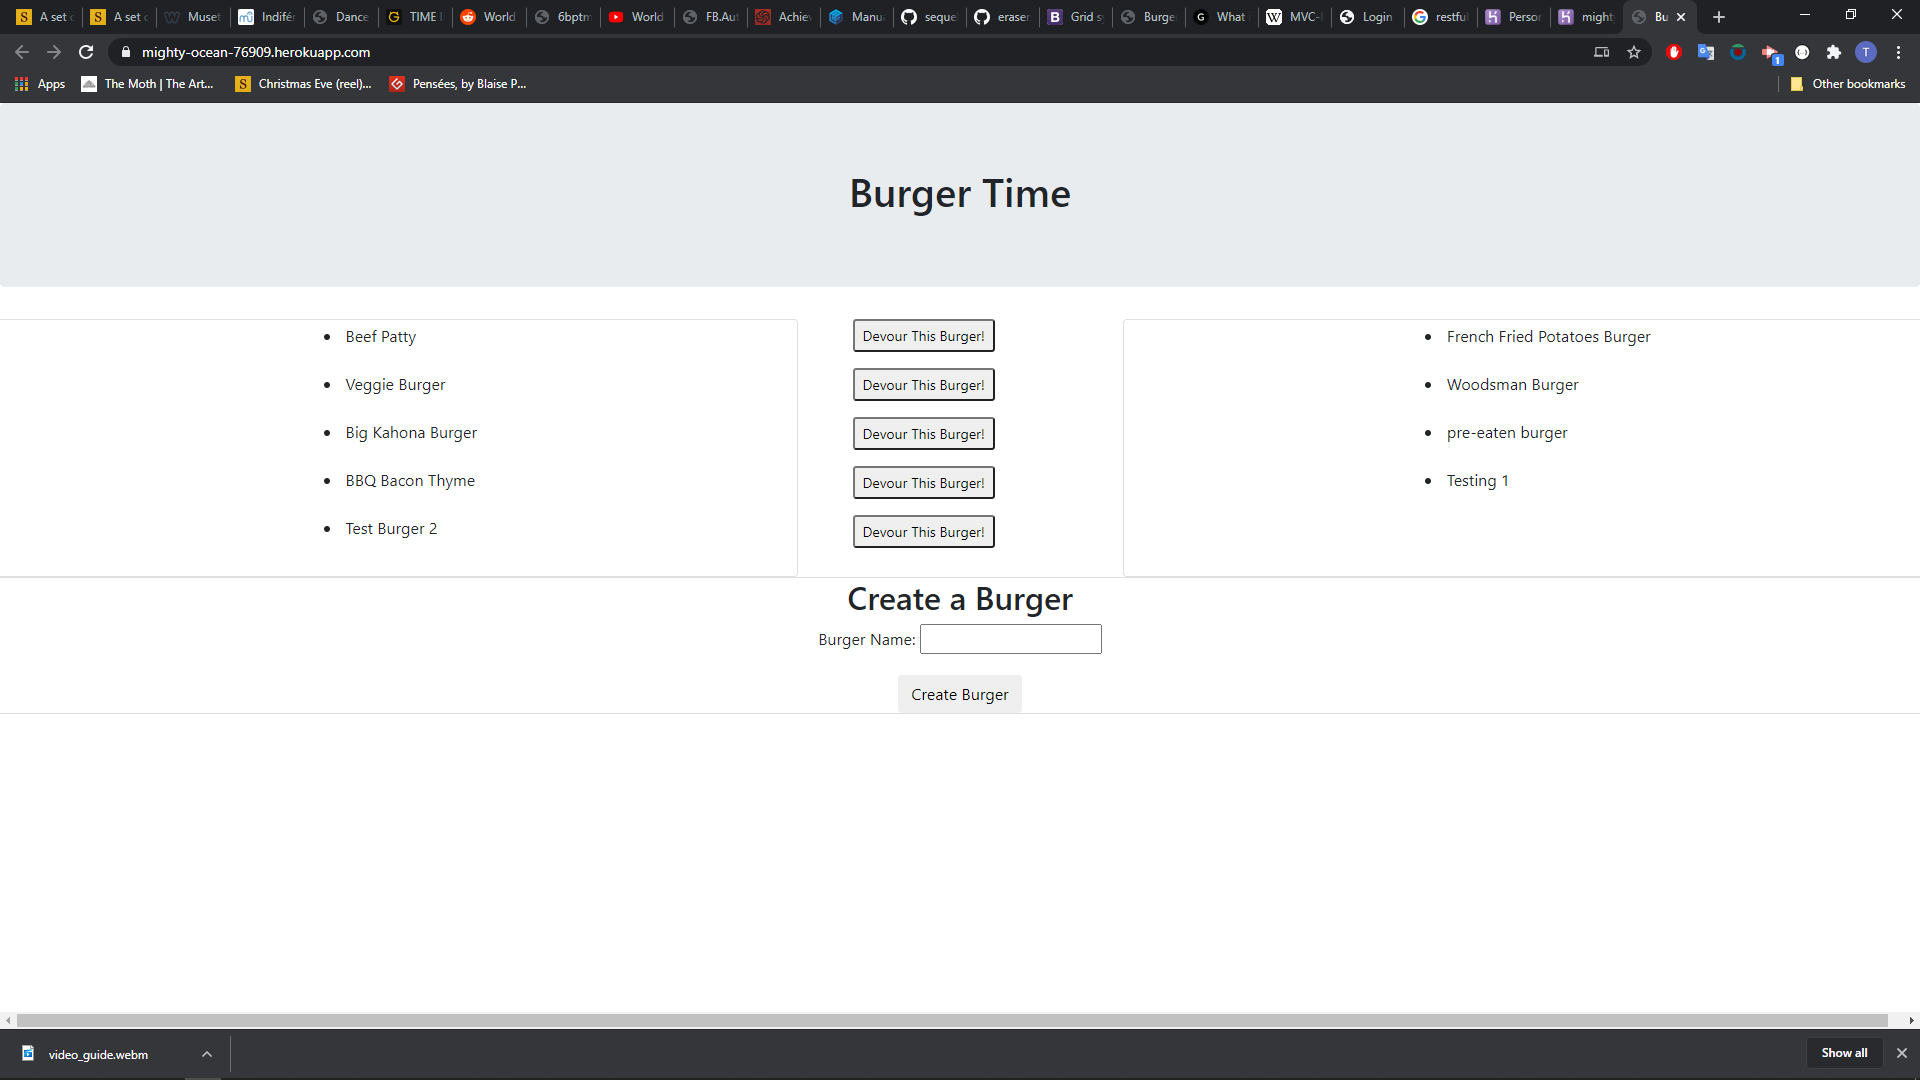 A set
A set
Muset
Indifér
Dance
TIME
World
6bptm
World
FB.Aut
Achiev
Manua
seque
eraser
Grid s
Burge
What
MVC-
Login
restful
Person
might
Bu
mighty-ocean-76909.herokuapp.com
T
1
Apps
The Moth | The Art...
Christmas Eve (reel)...
Pensées, by Blaise P...
Other bookmarks
Burger Time
Beef Patty
Devour This Burger!
French Fried Potatoes Burger
Veggie Burger
Devour This Burger!
Woodsman Burger
Big Kahona Burger
Devour This Burger!
pre-eaten burger
BBQ Bacon Thyme
Devour This Burger!
Testing 1
Test Burger 2
Devour This Burger!
Create a Burger
Burger Name:
Create Burger
video_guide.webm
Show all